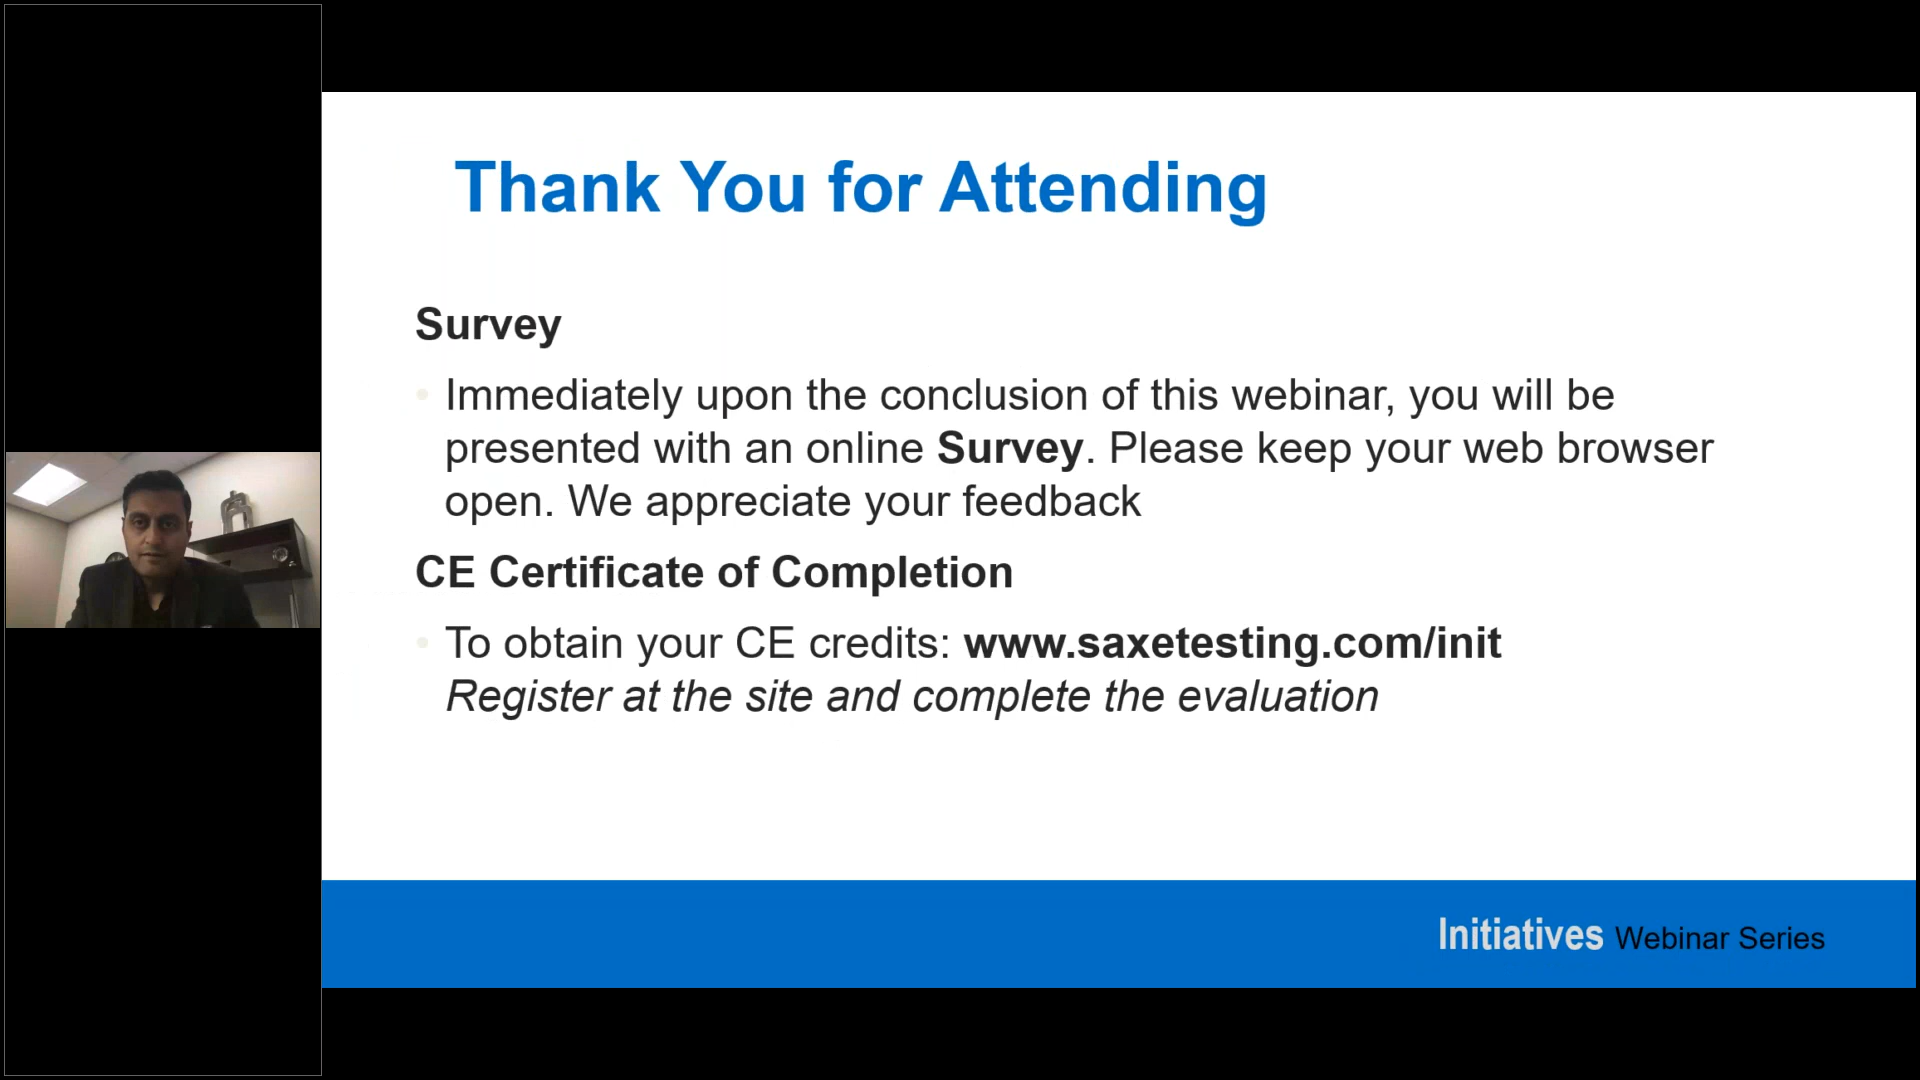 Thank You for Attending
Survey
• Immediately upon the conclusion of this webinar, you will be
presented with an online Survey. Please keep your web browser
open. We appreciate your feedback
CE Certificate of Completion
• To obtain your CE credits: www.saxetesting.com/init
Register at the site and complete the evaluation
Initiatives Webinar Series